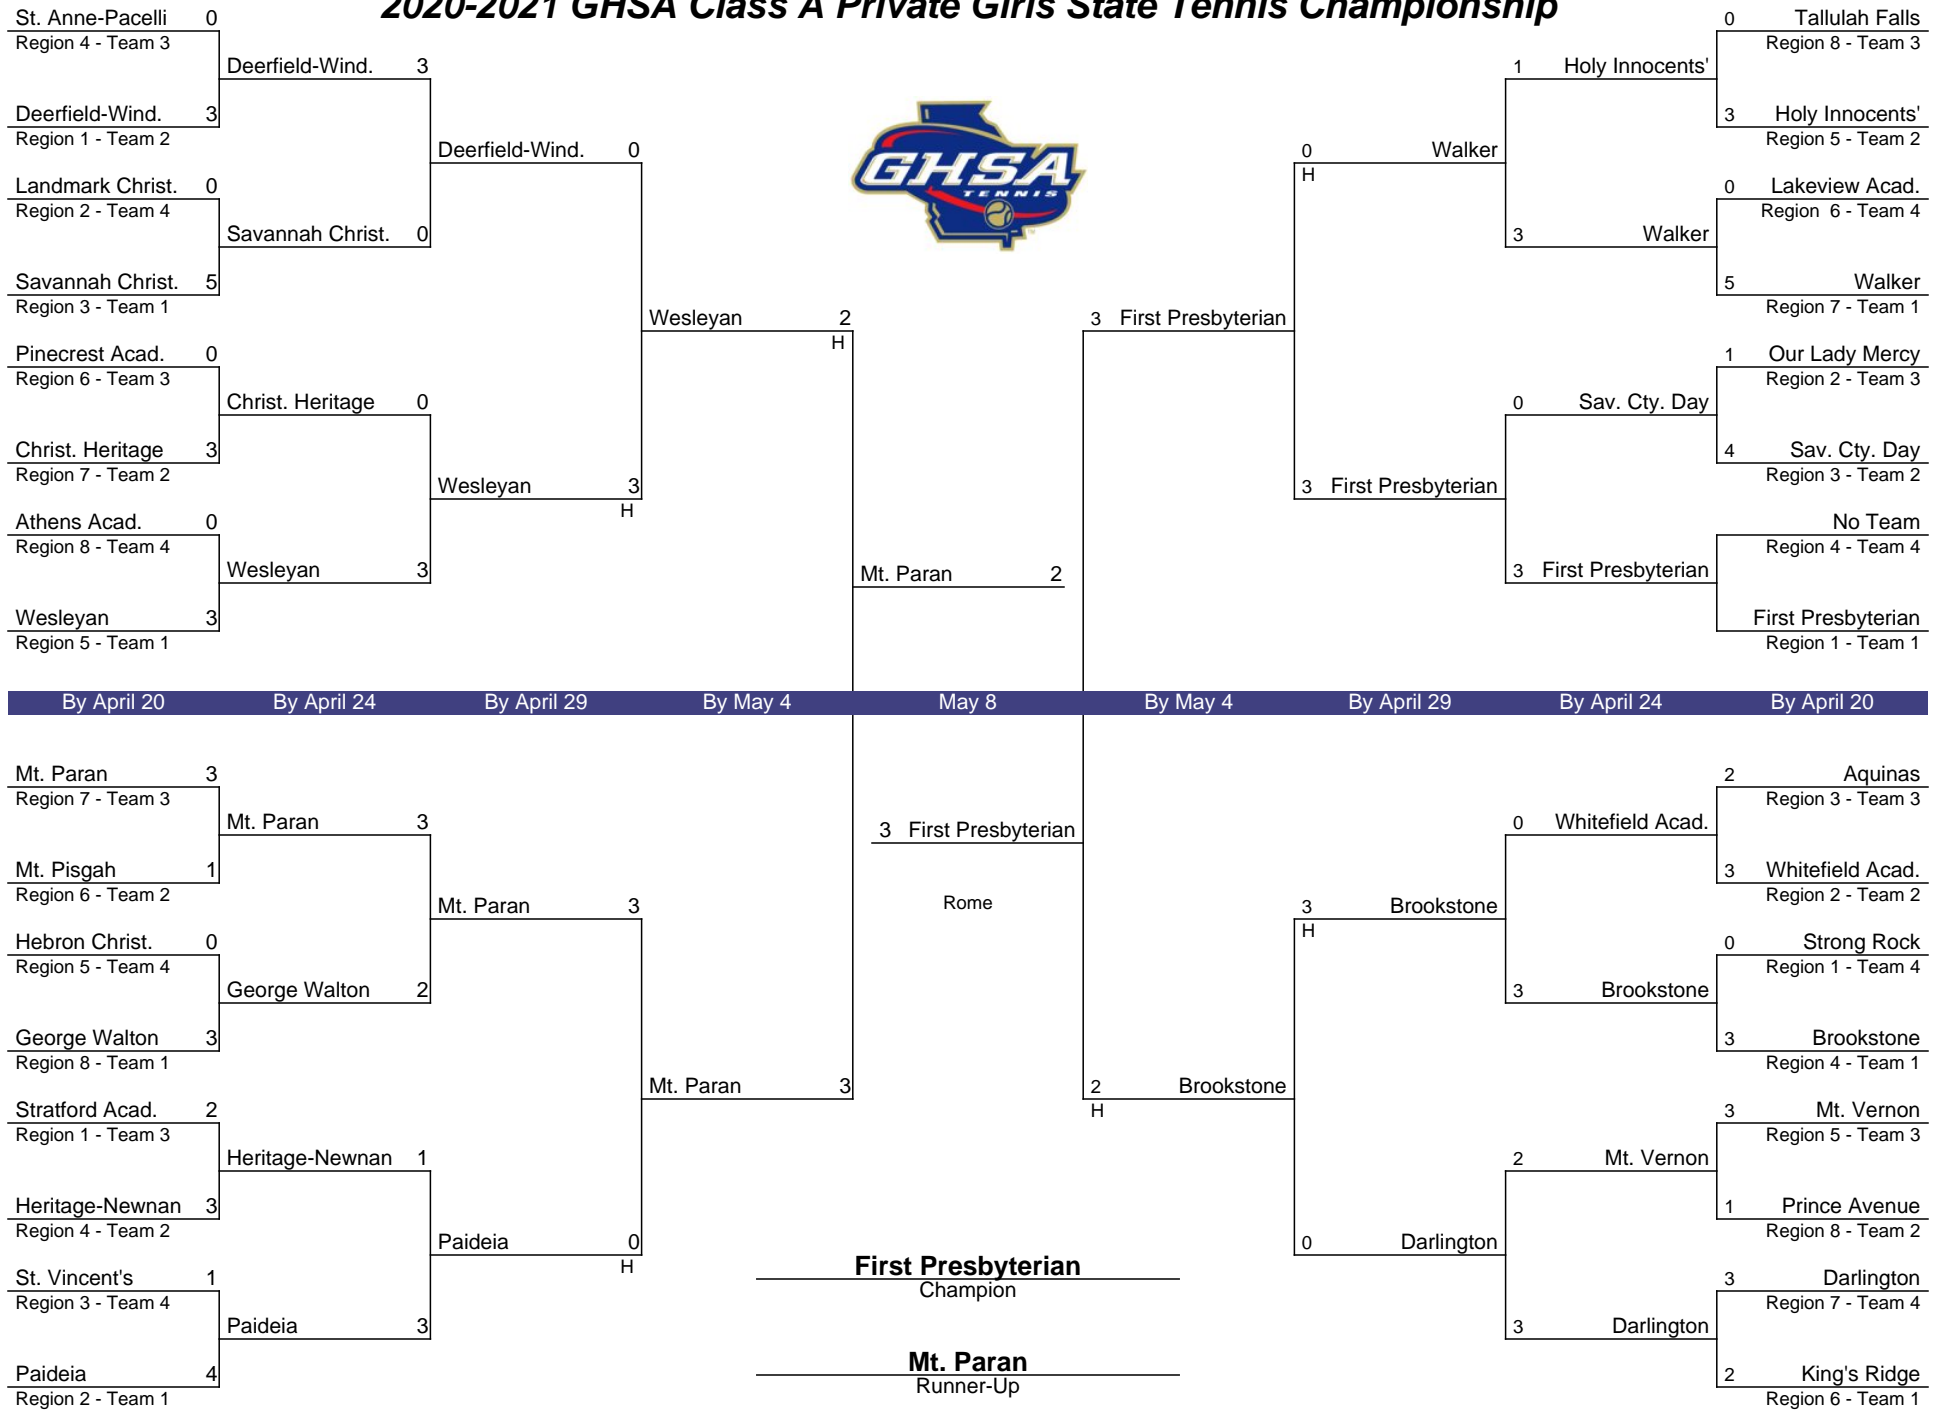 2020-2021 GHSA Class A Private Girls State Tennis Championship
St. Anne-Pacelli 0
Region 4 - Team 3
Deerfield-Wind. 3
Region 1 - Team 2
Landmark Christ. 0
Region 2 - Team 4
Savannah Christ. 5
Region 3 - Team 1
Pinecrest Acad. 0
Region 6 - Team 3
Christ. Heritage 3
Region 7 - Team 2
Athens Acad. 0
Region 8 - Team 4
Wesleyan 3
Region 5 - Team 1
Deerfield-Wind. 3
Savannah Christ. 0
Christ. Heritage 0
Wesleyan 3
Deerfield-Wind. 0
Wesleyan 3
H
Wesleyan 2
H
Mt. Paran 2
GHSA
TENNIS
3 First Presbyterian
0 Walker
H
3 First Presbyterian
1 Holy Innocents'
3 Walker
0 Sav. Cty. Day
3 First Presbyterian
0 Tallulah Falls
Region 8 - Team 3
3 Holy Innocents'
Region 5 - Team 2
0 Lakeview Acad.
Region 6 - Team 4
5 Walker
Region 7 - Team 1
1 Our Lady Mercy
Region 2 - Team 3
4 Sav. Cty. Day
Region 3 - Team 2
No Team
Region 4 - Team 4
First Presbyterian
Region 1 - Team 1
By April 20 By April 24 By April 29 By May 4 May 8 By May 4 By April 29 By April 24 By April 20
Mt. Paran 3
Region 7 - Team 3
Mt. Pisgah 1
Region 6 - Team 2
Hebron Christ. 0
Region 5 - Team 4
George Walton 3
Region 8 - Team 1
Stratford Acad. 2
Region 1 - Team 3
Heritage-Newnan 3
Region 4 - Team 2
St. Vincent's 1
Region 3 - Team 4
Paideia 4
Region 2 - Team 1
Mt. Paran 3
George Walton 2
Heritage-Newnan 1
Paideia 3
Mt. Paran 3
Paideia 0
H
Mt. Paran 3
3 First Presbyterian
Rome
2 Brookstone
H
3 Brookstone
H
0 Darlington
0 Whitefield Acad.
3 Brookstone
2 Mt. Vernon
3 Darlington
2 Aquinas
Region 3 - Team 3
3 Whitefield Acad.
Region 2 - Team 2
0 Strong Rock
Region 1 - Team 4
3 Brookstone
Region 4 - Team 1
3 Mt. Vernon
Region 5 - Team 3
1 Prince Avenue
Region 8 - Team 2
3 Darlington
Region 7 - Team 4
2 King's Ridge
Region 6 - Team 1
First Presbyterian
Champion
Mt. Paran
Runner-Up